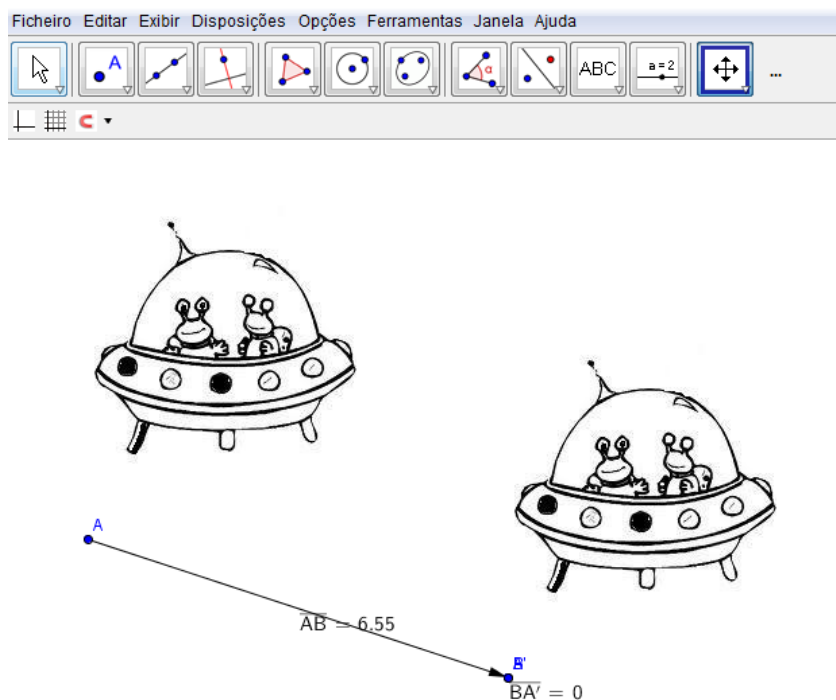 Ficheiro Editar Exibir Disposições Opções Ferramentas Janela Ajuda
A α ABC a = 2 ...
A
AB = 6.55
BA' = 0